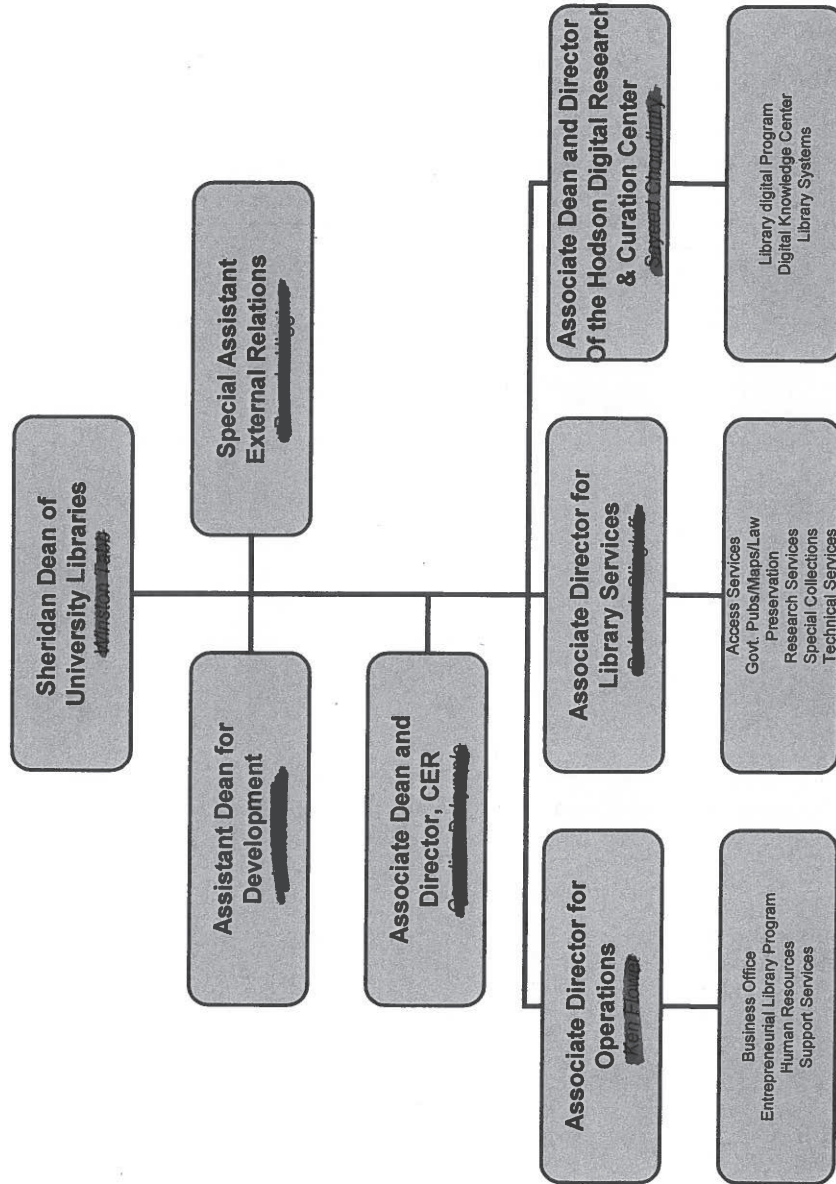 Sheridan Dean of
University Libraries
Assistant Dean for
Development
Special Assistant
External Relations
Associate Dean and
Director, CER
Associate Director for
Operations
Associate Director for
Library Services
Associate Dean and Director
Of the Hodson Digital Research
& Curation Center
Business Office
Entrepreneurial Library Program
Human Resources
Support Services
Access Services
Govt. Pubs/Maps/Law
Preservation
Research Services
Special Collections
Technical Services
Library digital Program
Digital Knowledge Center
Library Systems